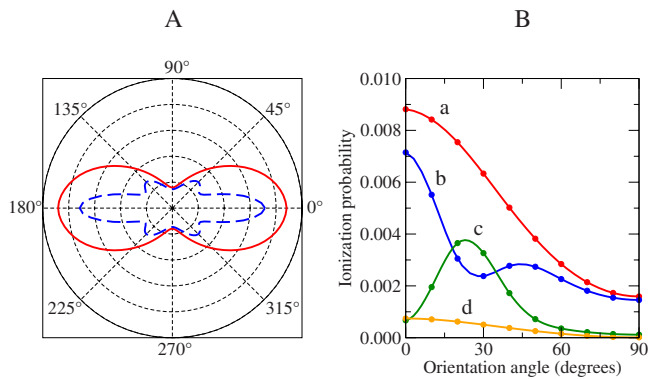 A
90°
135°
45°
180°
0°
225°
315°
270°
B
Ionization probability
0.010
0.008
0.006
0.004
0.002
0.000
a
b
c
d
0
30
60
90
Orientation angle (degrees)